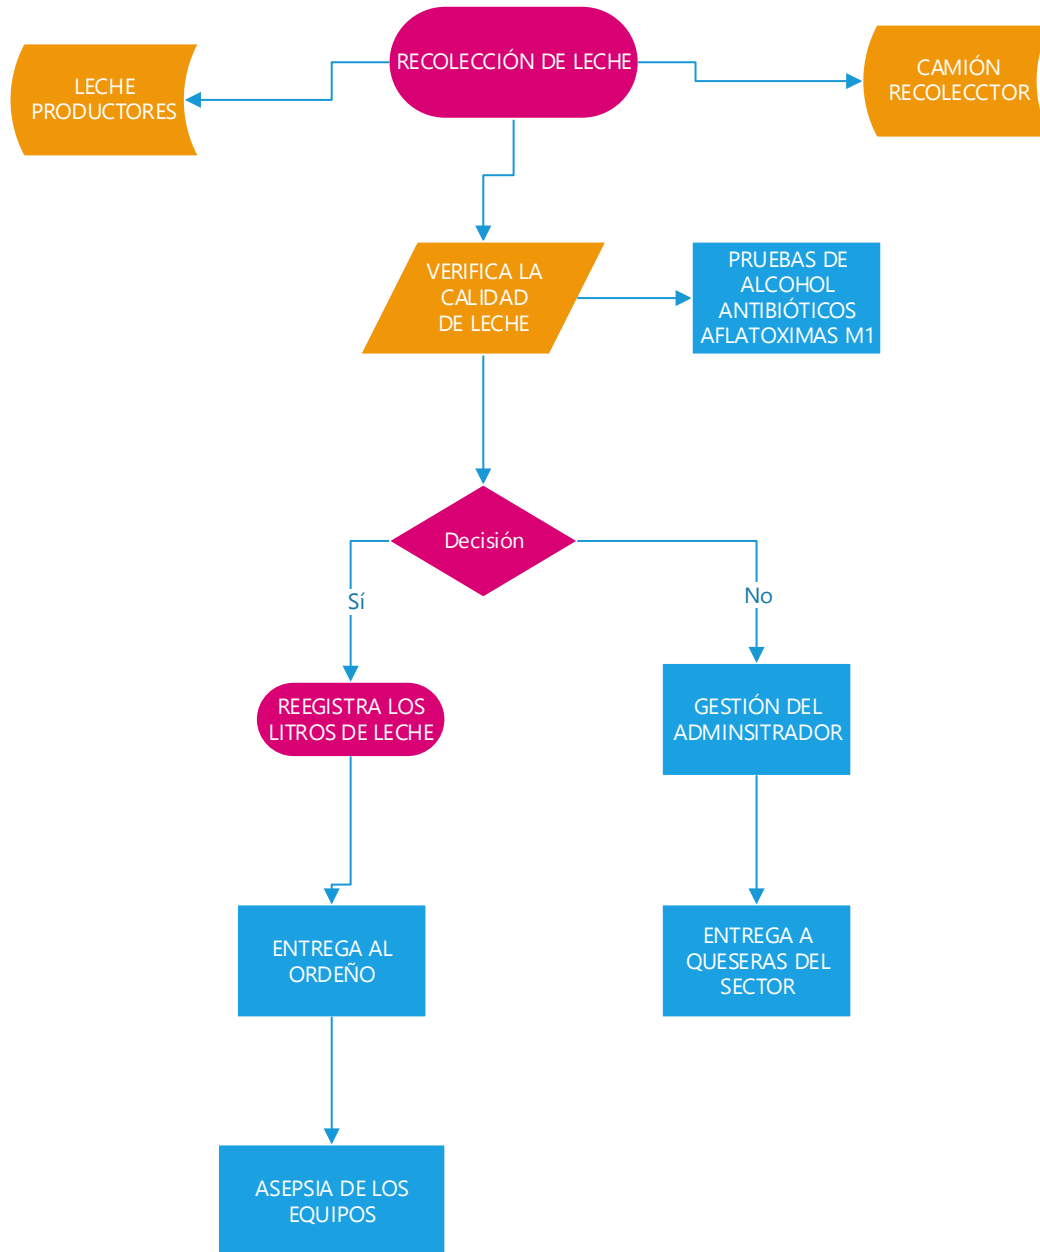 RECOLECCIÓN DE LECHE
LECHE
PRODUCTORES
CAMIÓN
RECOLECCTOR
VERIFICA LA
CALIDAD
DE LECHE
PRUEBAS DE
ALCOHOL
ANTIBIÓTICOS
AFLATOXIMAS M1
Decisión
Sí
No
REEGISTRA LOS
LITROS DE LECHE
GESTIÓN DEL
ADMINSITRADOR
ENTREGA AL
ORDEÑO
ENTREGA A
QUESERAS DEL
SECTOR
ASEPSIA DE LOS
EQUIPOS